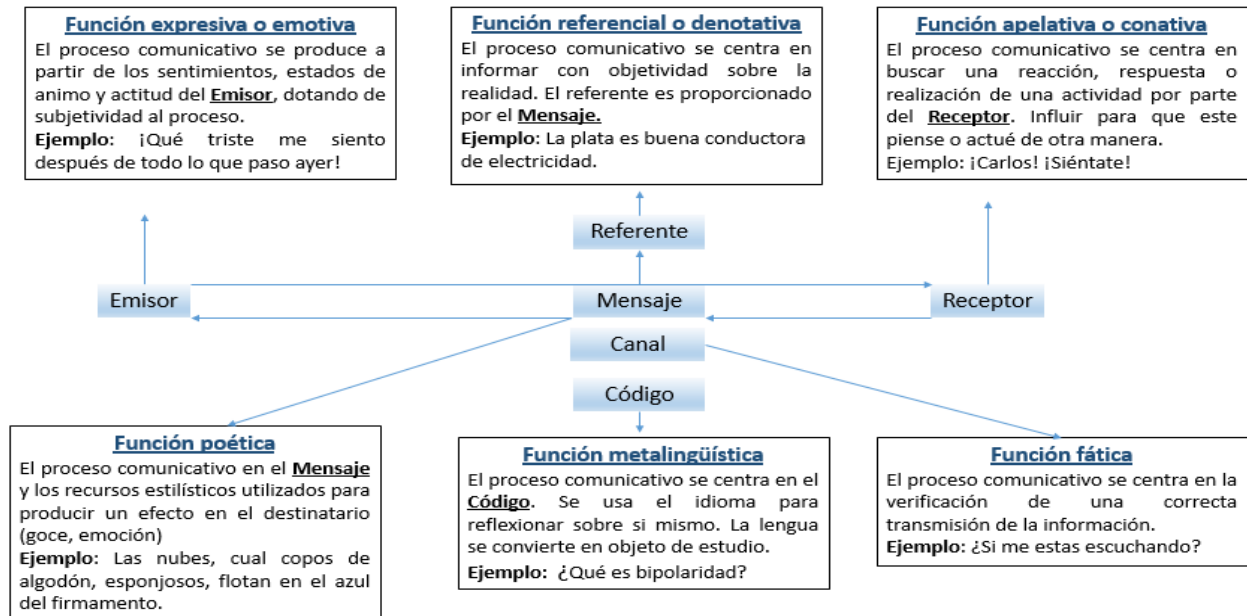 Función expresiva o emotiva
El proceso comunicativo se produce a
partir de los sentimientos, estados de
animo y actitud del Emisor, dotando de
subjetividad al proceso.
Ejemplo: ¡Qué triste me siento
después de todo lo que paso ayer!
Función referencial o denotativa
El proceso comunicativo se centra en
informar con objetividad sobre la
realidad. El referente es proporcionado
por el Mensaje.
Ejemplo: La plata es buena conductora
de electricidad.
Función apelativa o conativa
El proceso comunicativo se centra en
buscar una reacción, respuesta o
realización de una actividad por parte
del Receptor. Influir para que este
piense o actué de otra manera.
Ejemplo: ¡Carlos! ¡Siéntate!
Referente
Emisor
Mensaje
Receptor
Canal
Código
Función poética
El proceso comunicativo en el Mensaje
y los recursos estilísticos utilizados para
producir un efecto en el destinatario
(goce, emoción)
Ejemplo: Las nubes, cual copos de
algodón, esponjosos, flotan en el azul
del firmamento.
Función metalingüística
El proceso comunicativo se centra en el
Código. Se usa el idioma para
reflexionar sobre si mismo. La lengua
se convierte en objeto de estudio.
Ejemplo: ¿Qué es bipolaridad?
Función fática
El proceso comunicativo se centra en la
verificación de una correcta
transmisión de la información.
Ejemplo: ¿Si me estas escuchando?